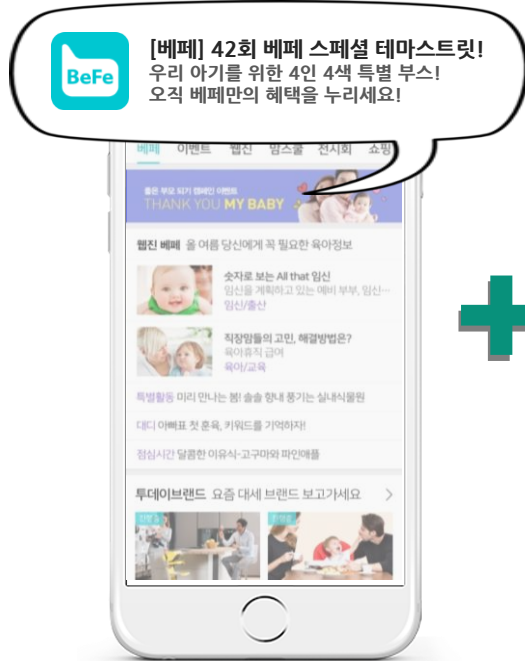 BeFe
[베페] 42회 베페 스페셜 테마스트릿!
우리 아기를 위한 4인 4색 특별 부스!
오직 베페만의 혜택을 누리세요!
베페 이벤트 웹진 맘스쿨 전시회 쇼핑
좋은 부모 되기 캠페인 이벤트
THANK YOU MY BABY
웹진 베페 올 여름 당신에게 꼭 필요한 육아정보
숫자로 보는 All that 임신
임신을 계획하고 있는 예비 부부, 임신…
임신/출산
직장맘들의 고민, 해결방법은?
육아휴직 급여
육아/교육
특별활동 미리 만나는 봄! 솔솔 향내 풍기는 실내식물원
대디 아빠표 첫 훈육, 키워드를 기억하자!
점심시간 달콤한 이유식-고구마와 파인애플
투데이브랜드 요즘 대세 브랜드 보고가세요 >